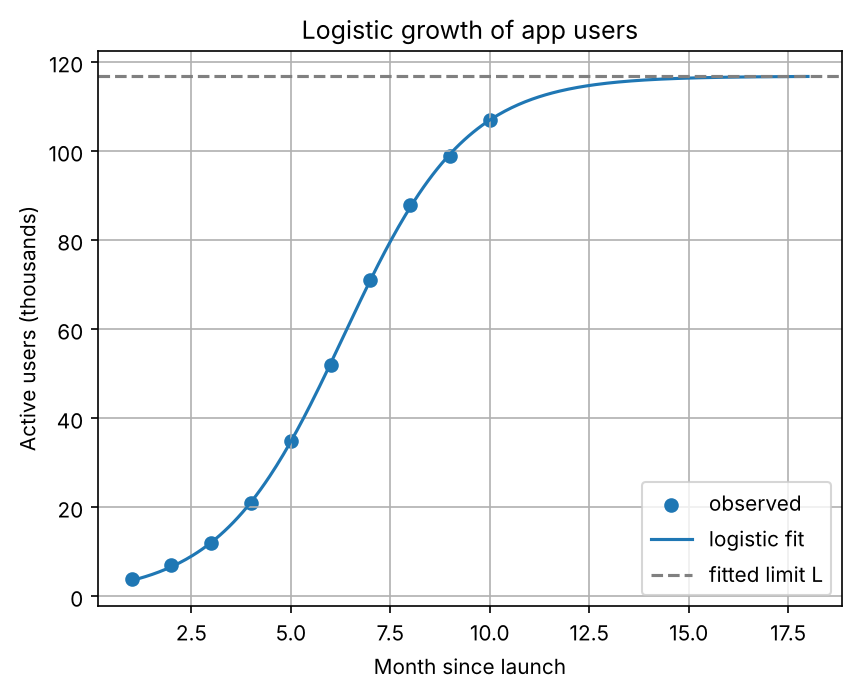 Logistic growth of app users
Active users (thousands)
120
100
80
60
40
20
0
2.5 5.0 7.5 10.0 12.5 15.0 17.5
Month since launch
observed
logistic fit
fitted limit L